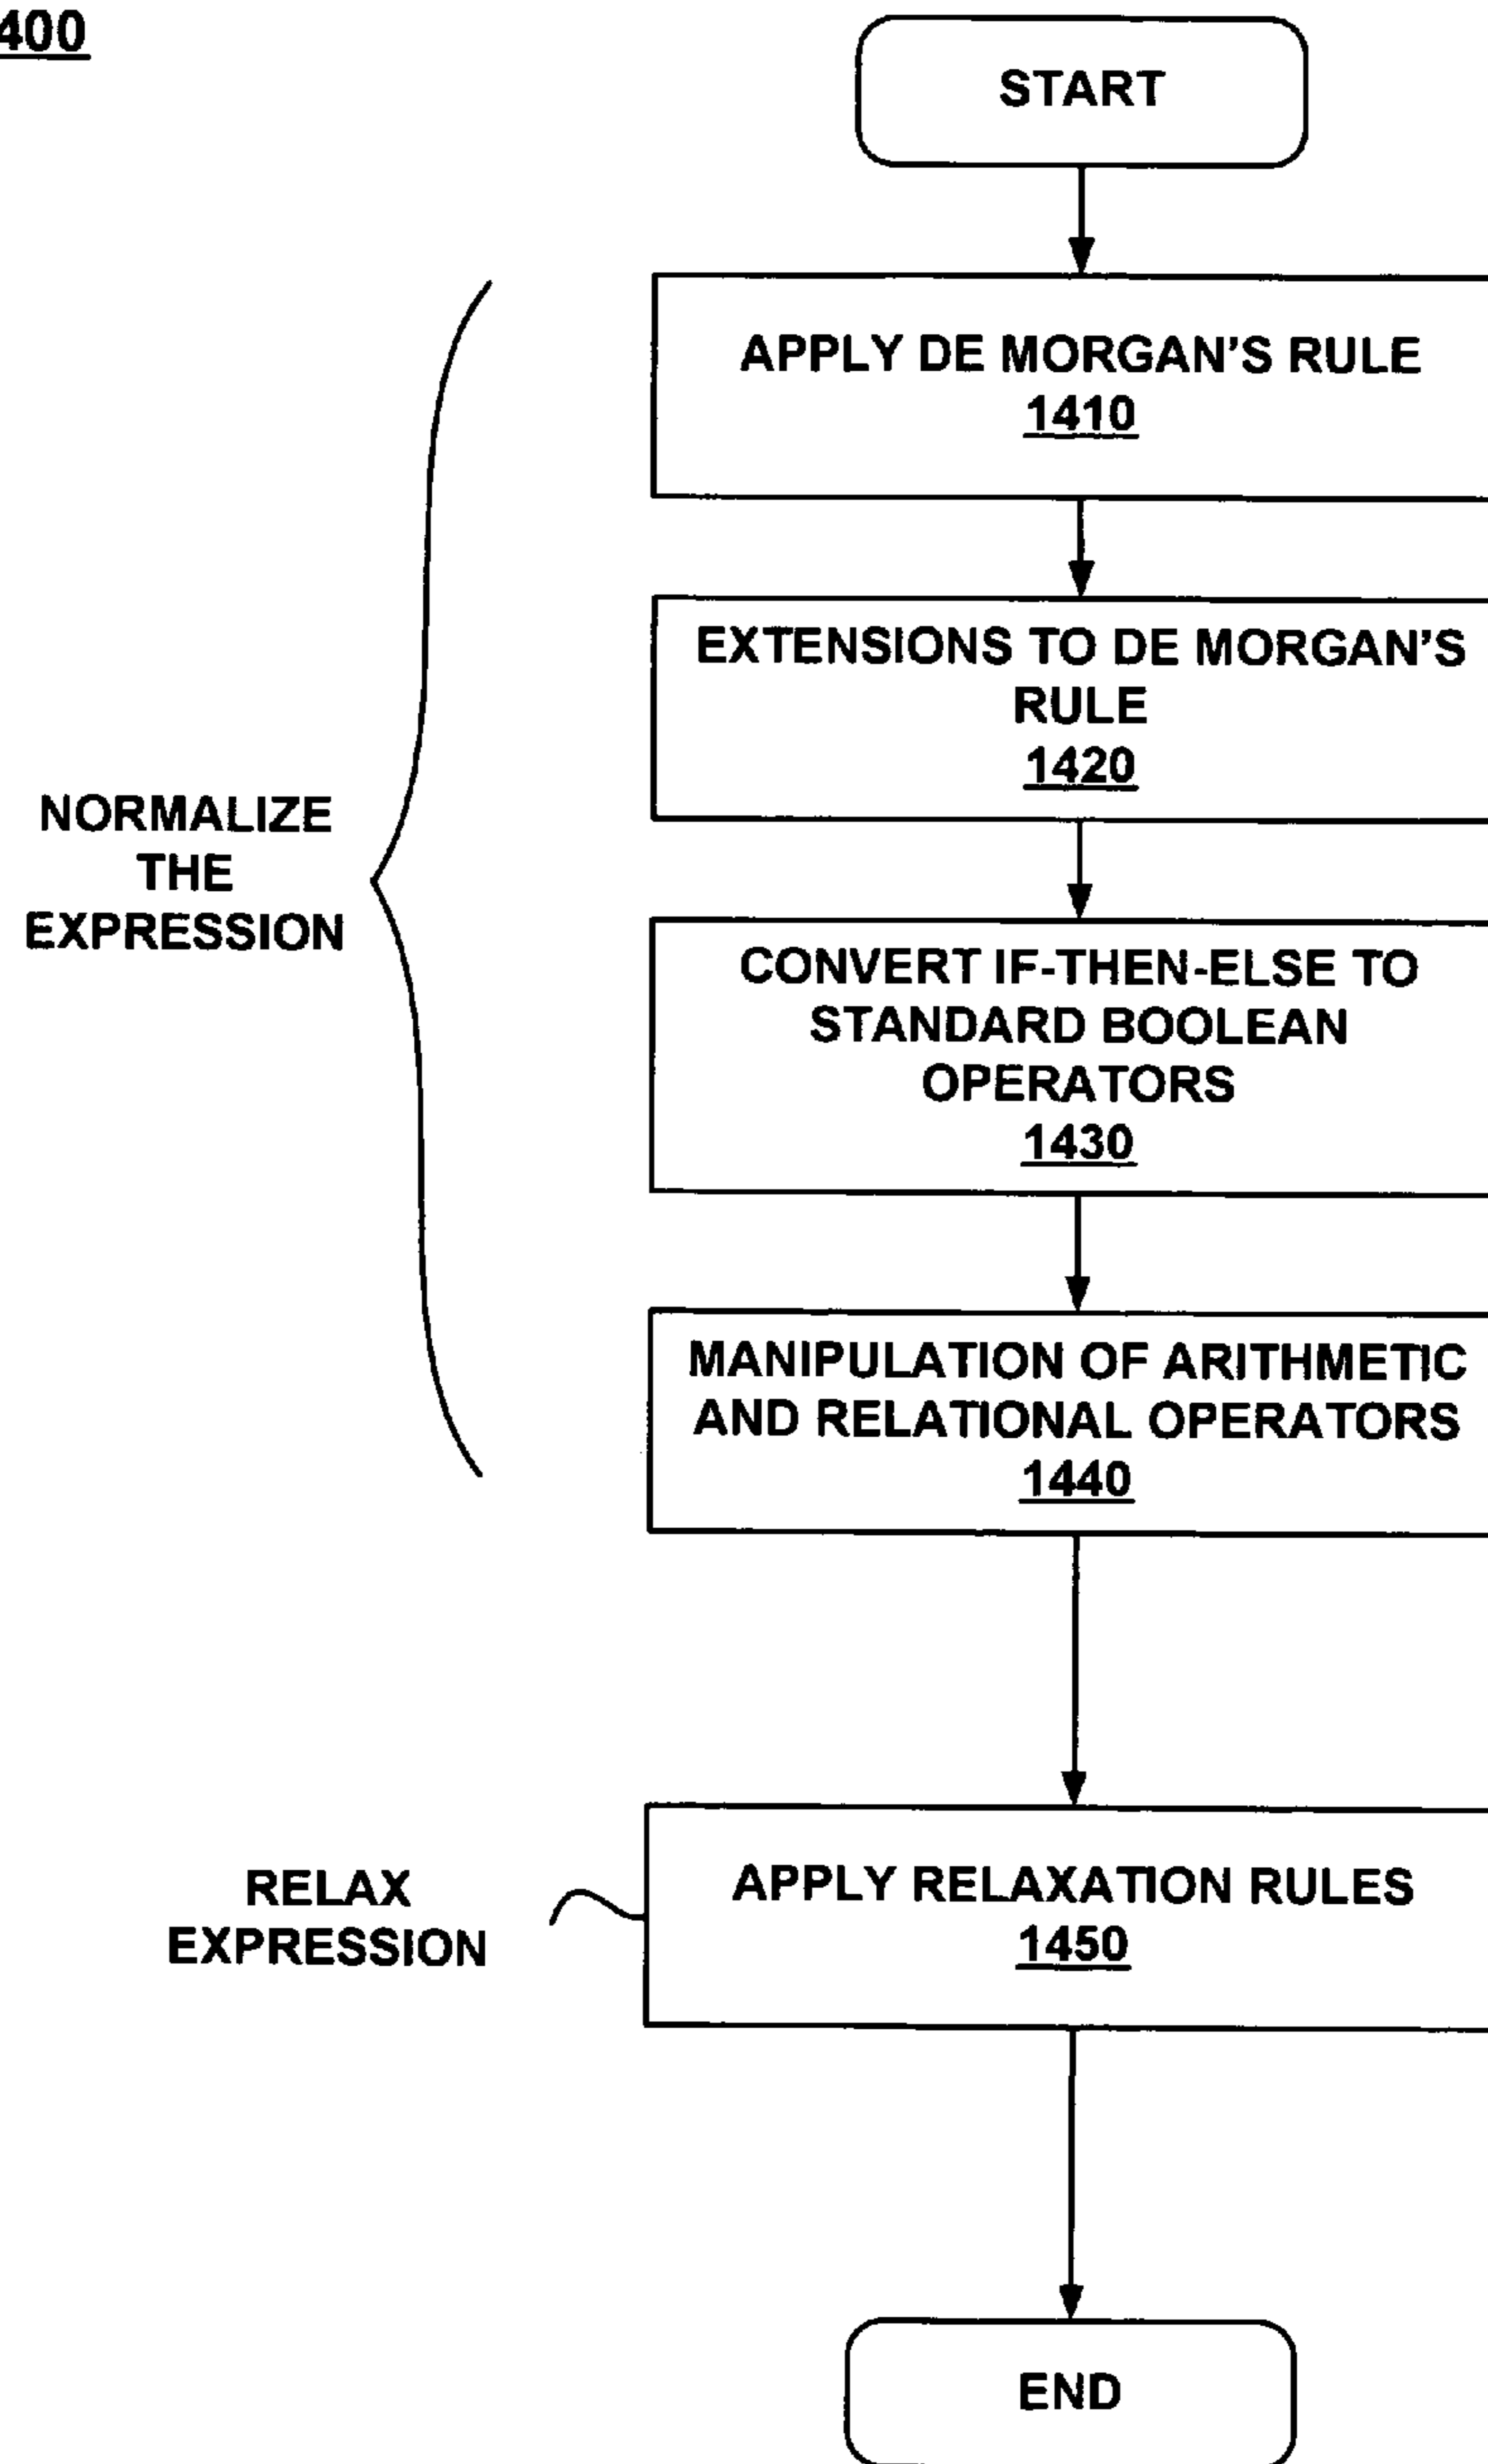 400
START
APPLY DE MORGAN'S RULE
1410
EXTENSIONS TO DE MORGAN'S
RULE
1420
NORMALIZE
THE
EXPRESSION
CONVERT IF-THEN-ELSE TO
STANDARD BOOLEAN
OPERATORS
1430
MANIPULATION OF ARITHMETIC
AND RELATIONAL OPERATORS
1440
RELAX
EXPRESSION
APPLY RELAXATION RULES
1450
END